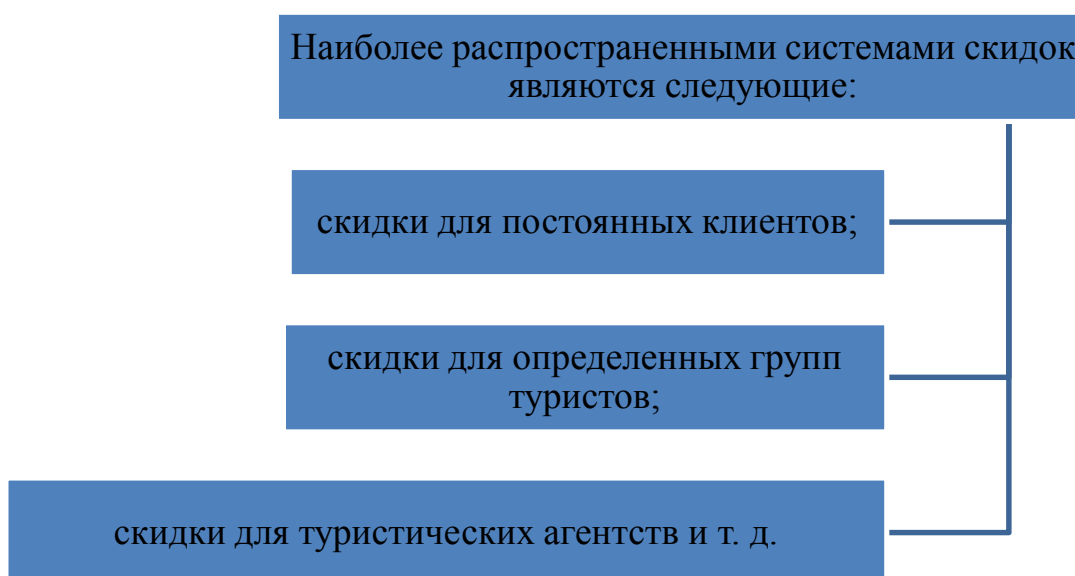 Наиболее распространенными системами скидок
являются следующие:
скидки для постоянных клиентов;
скидки для определенных групп
туристов;
скидки для туристических агентств и т. д.